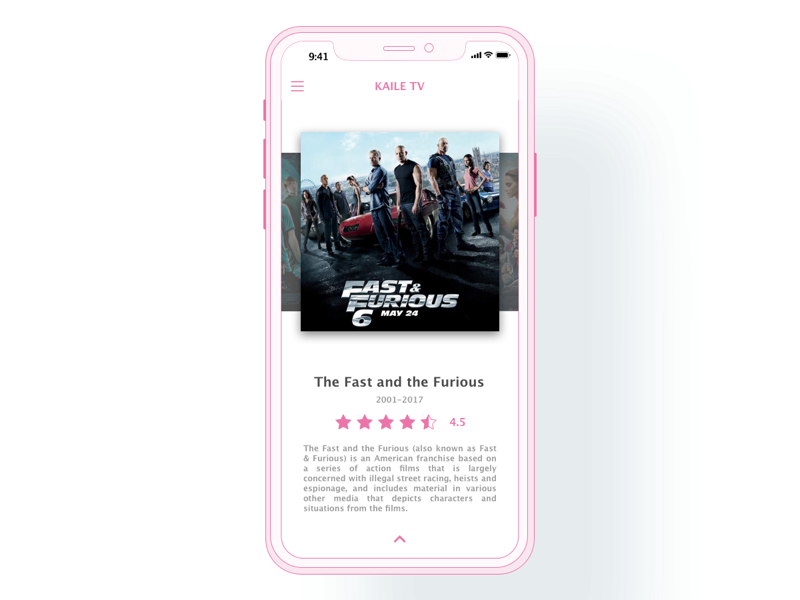 9:41
KAILE TV
FAST &
FURIOUS
6 MAY 24
The Fast and the Furious
2001-2017
4.5
The Fast and the Furious (also known as Fast
& Furious) is an American franchise based on
a series of action films that is largely
concerned with illegal street racing, heists and
espionage, and includes material in various
other media that depicts characters and
situations from the films.